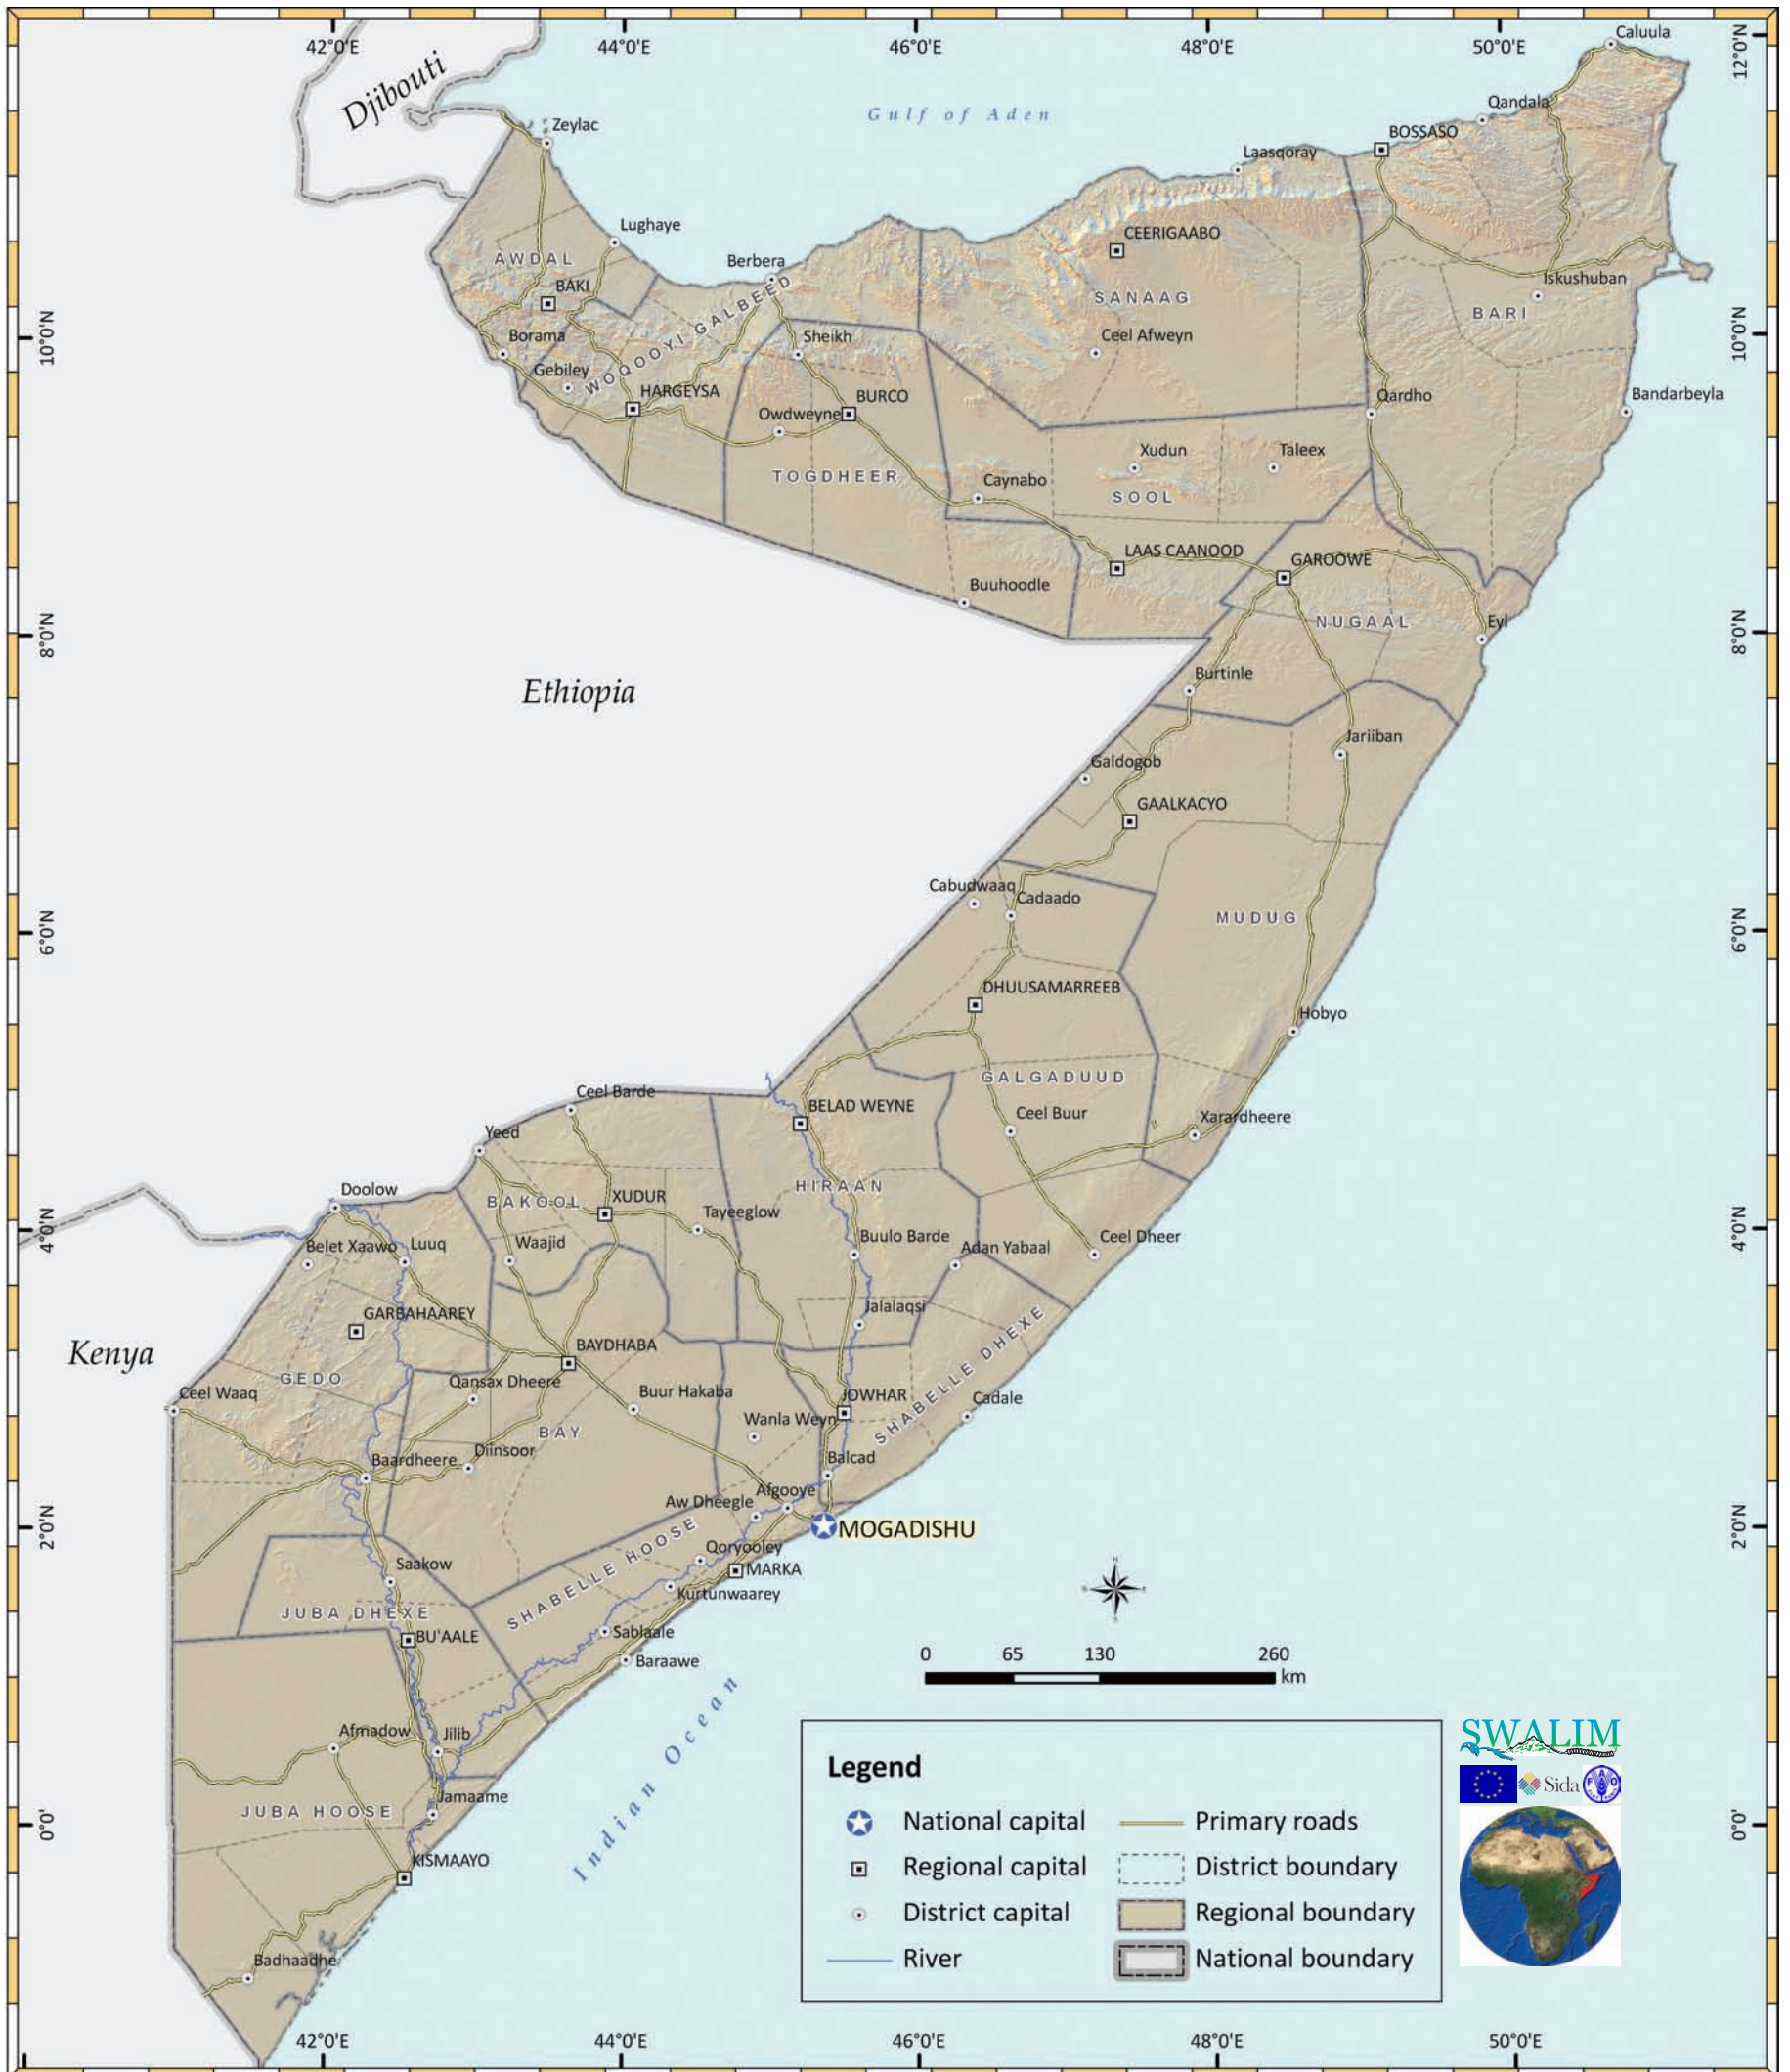 42°0'E
44°0'E
46°0'E
48°0'E
50°0'E
12°0'N
Caluula
Djibouti
Gulf of Aden
Qandala
Zeylac
BOSSASO
Laasqoray
Lughaye
CEERIGAABO
AWDAL
Berbera
BAKI
SANAAG
Iskushuban
BARI
10°0'N
10°0'N
WOQOOYI GALBEED
Borama
Sheikh
Ceel Afweyn
Gebiley
HARGEYSA
BURCO
Qardho
Bandarbeyla
Owdweyne
TOGDHEER
Xudun
Taleex
Caynabo
SOOL
LAAS CAANOOD
GAROOWE
Buuhoodle
NUGAAL
Eyl
8°0'N
8°0'N
Ethiopia
Burtinle
Jariiban
Galdogob
GAALKACYO
Cabudwaaq
Cadaado
MUDUG
6°0'N
6°0'N
DHUUSAMARREEB
Hobyo
GALGADUUD
Ceel Barde
BELAD WEYNE
Ceel Buur
Xarardheere
Yeed
Doolow
BAKOOL
XUDUR
HIRAAN
Tayeeglow
4°0'N
4°0'N
Belet Xaawo
Luuq
Waajid
Buulo Barde
Adan Yabaal
Ceel Dheer
GARBAHAAREY
Jalalaqsi
Kenya
BAYDHABA
SHABELLE DHEXE
GEDO
Qansax Dheere
Ceel Waaq
Buur Hakaba
JOWHAR
Cadale
Wanla Weyn
BAY
Baardheere
Diinsoor
Balcad
Afgooye
Aw Dheegle
2°0'N
2°0'N
MOGADISHU
SHABELLE HOOSE
Qoryooley
Saakow
MARKA
Kurtunwaarey
JUBA DHEXE
BU'AALE
Sablaale
Baraawe
0
65
130
260
km
Indian Ocean
Afmadow
Jilib
Jamaame
JUBA HOOSE
0°0'
0°0'
KISMAAYO
Badhaadhe
Legend
National capital
Primary roads
Regional capital
District boundary
District capital
Regional boundary
River
National boundary
SWALIM
Sida
FAO
42°0'E
44°0'E
46°0'E
48°0'E
50°0'E